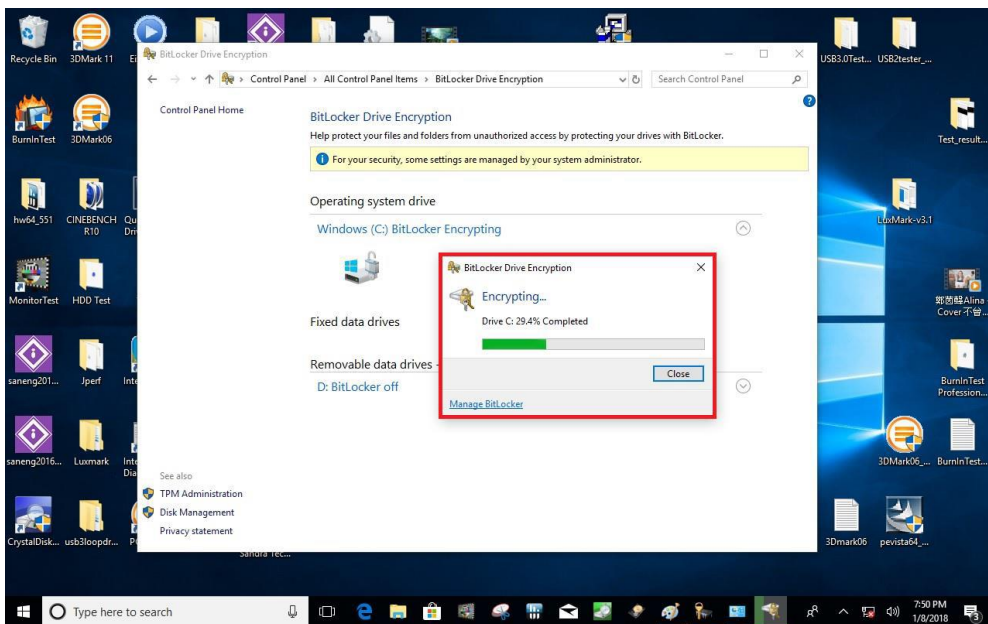 Recycle Bin
3DMark 11
USB3.0Test...
USB2tester_...
BitLocker Drive Encryption
Control Panel > All Control Panel Items > BitLocker Drive Encryption
Search Control Panel
Control Panel Home
BitLocker Drive Encryption
Help protect your files and folders from unauthorized access by protecting your drives with BitLocker.
For your security, some settings are managed by your system administrator.
Operating system drive
Windows (C:) BitLocker Encrypting
BitLocker Drive Encryption
Encrypting...
Drive C: 29.4% Completed
Close
Manage BitLocker
Fixed data drives
Removable data drives -
D: BitLocker off
See also
TPM Administration
Disk Management
Privacy statement
BurnInTest
3DMark06
Test_result...
hw64_551
CINEBENCH
R10
LuxMark-v3.1
MonitorTest
HDD Test
Cover 不曾...
saneng201...
Jperf
BurnInTest
Profession...
saneng2016...
Luxmark
3DMark06_...
BurnInTest...
CrystalDisk...
usb3loopdr...
Sandra Tec...
3Dmark06
pevista64_...
Type here to search
7:50 PM
1/8/2018